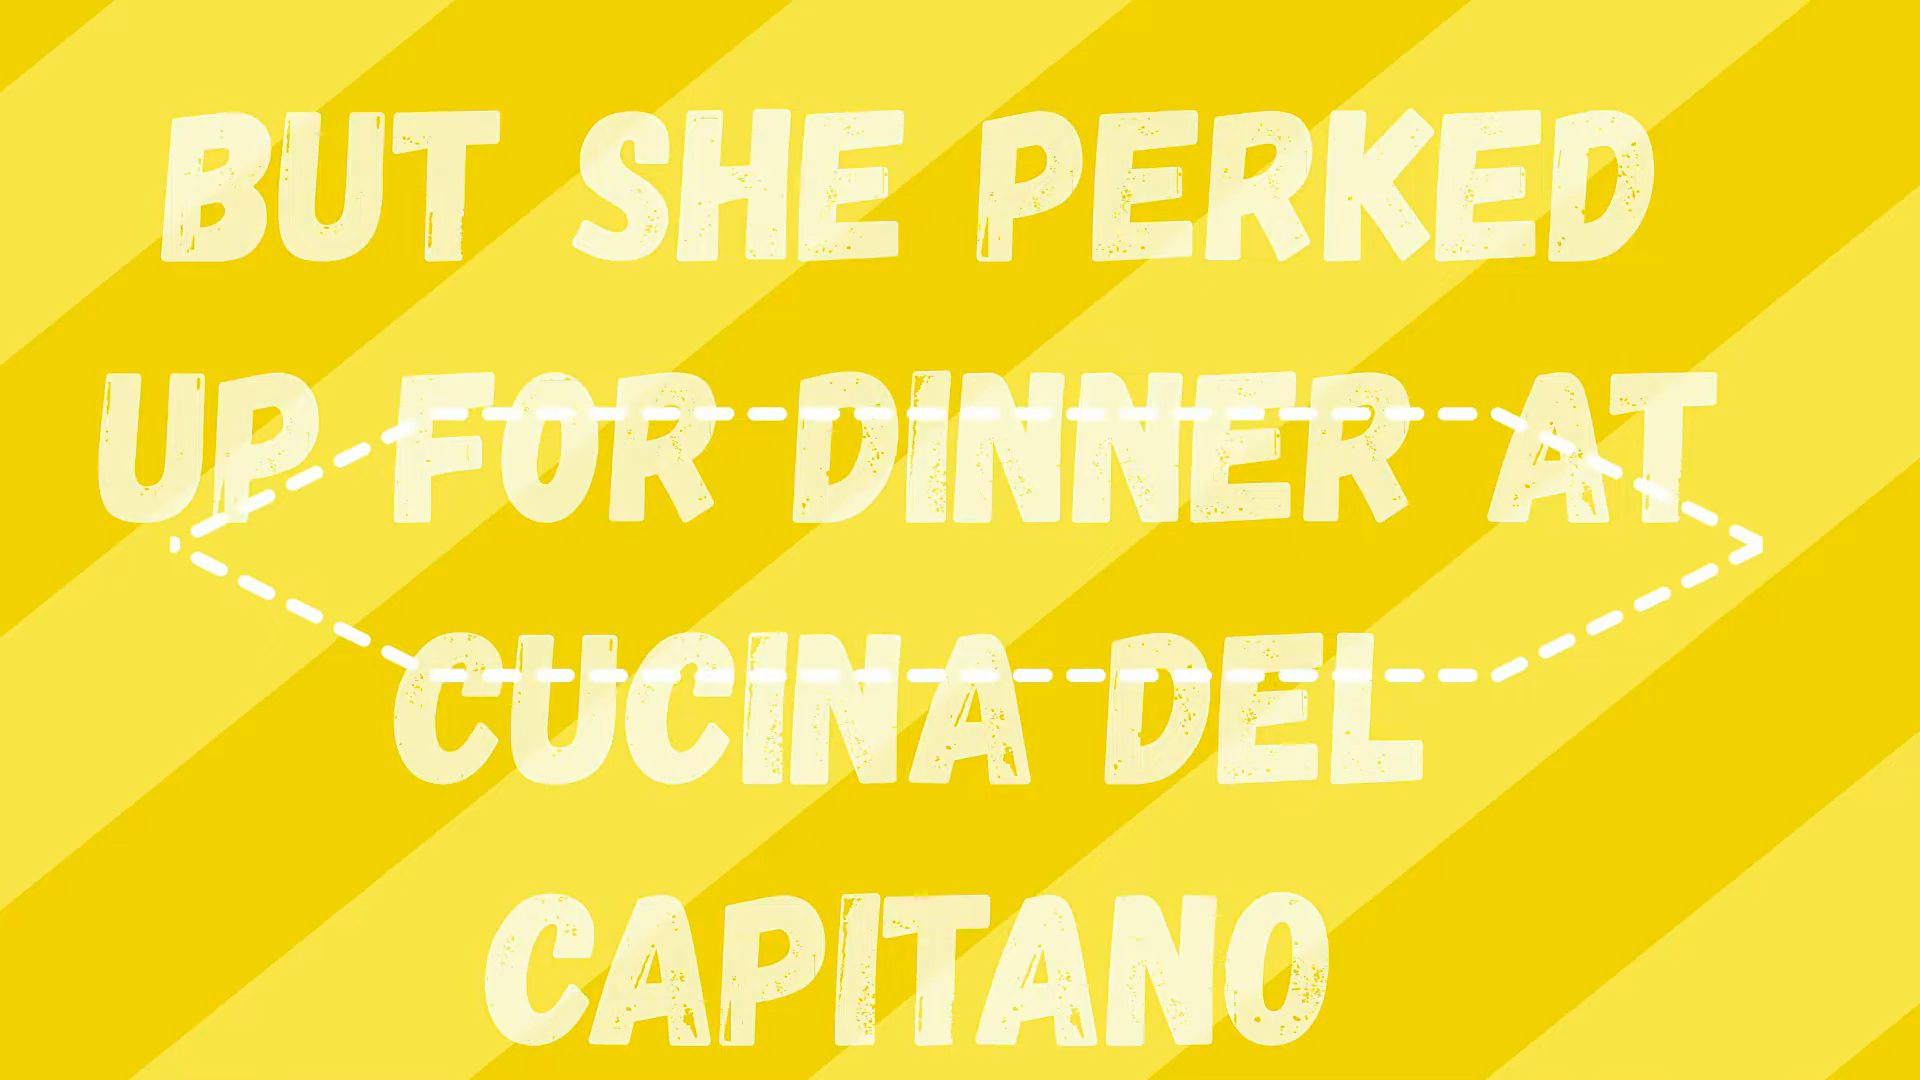 BUT SHE PERKED
UP FOR DINNER AT
CUCINA DEL
CAPITANO